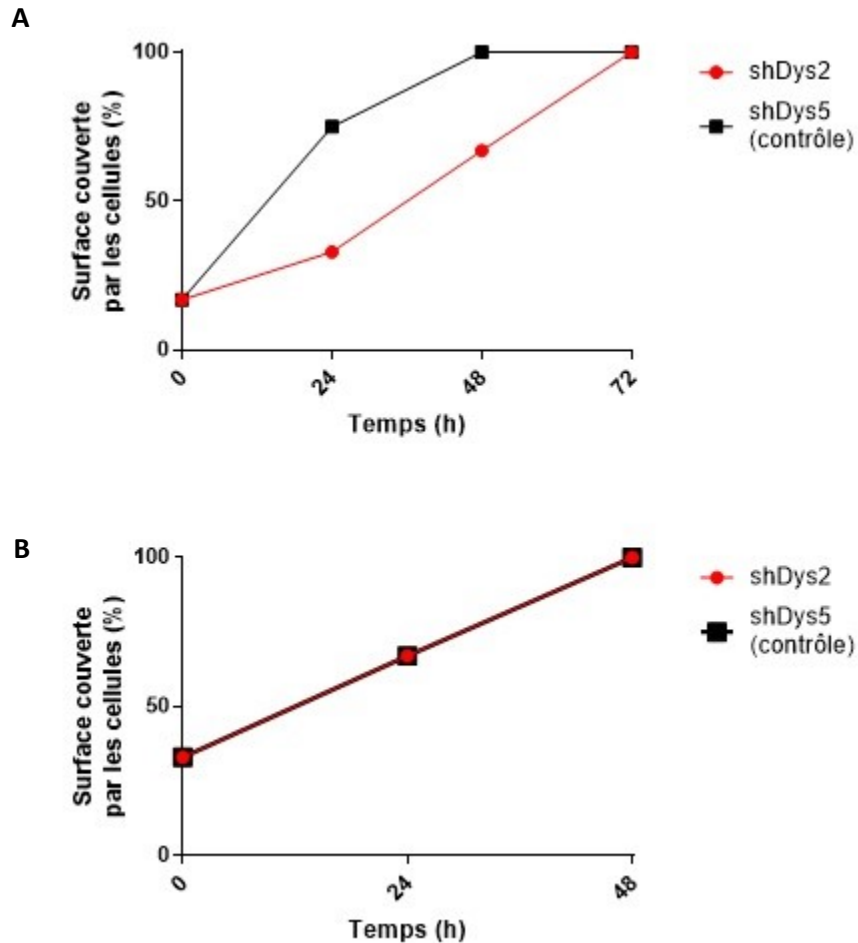 A
100
50
0
Surface couverte
par les cellules (%)
0
24
48
72
Temps (h)
shDys2
shDys5
(contrôle)
B
100
50
0
Surface couverte
par les cellules (%)
0
24
48
Temps (h)
shDys2
shDys5
(contrôle)